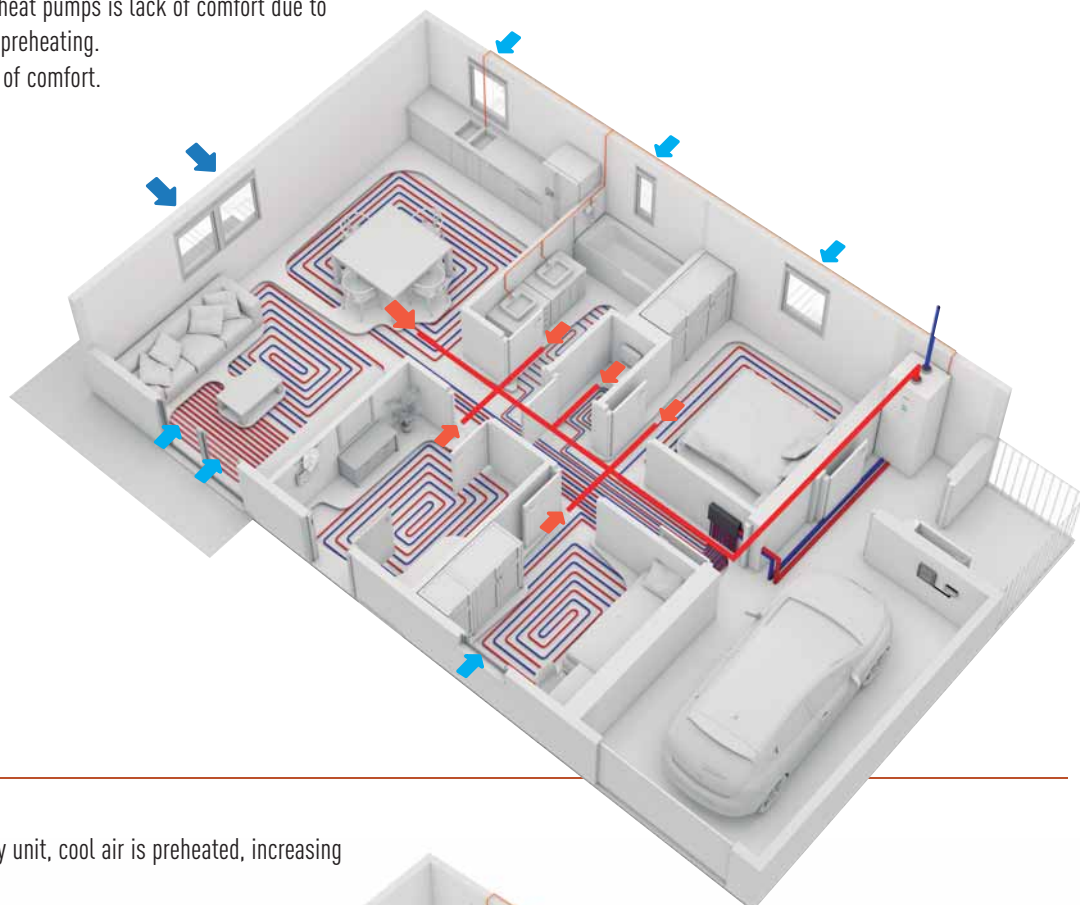 heat pumps is lack of comfort due to
preheating.
of comfort.
y unit, cool air is preheated, increasing